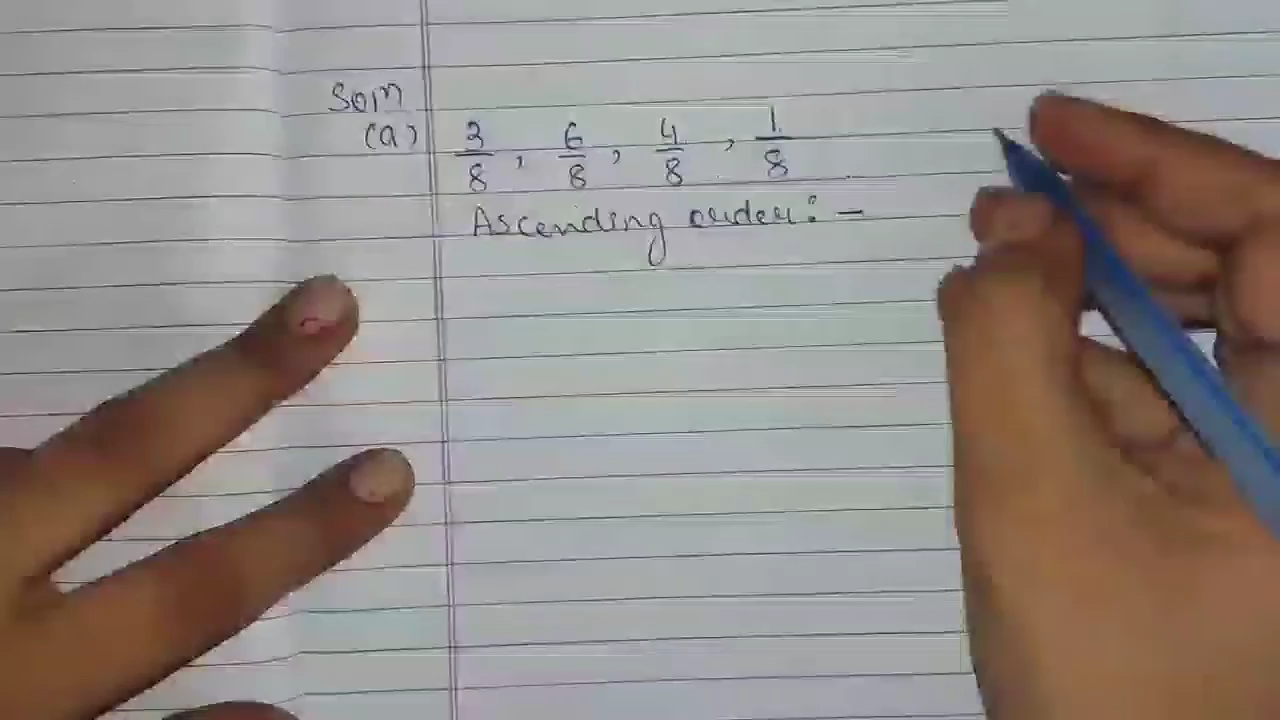 Soln
(a) 3/8, 6/8, 4/8, 1/8
Ascending order: -